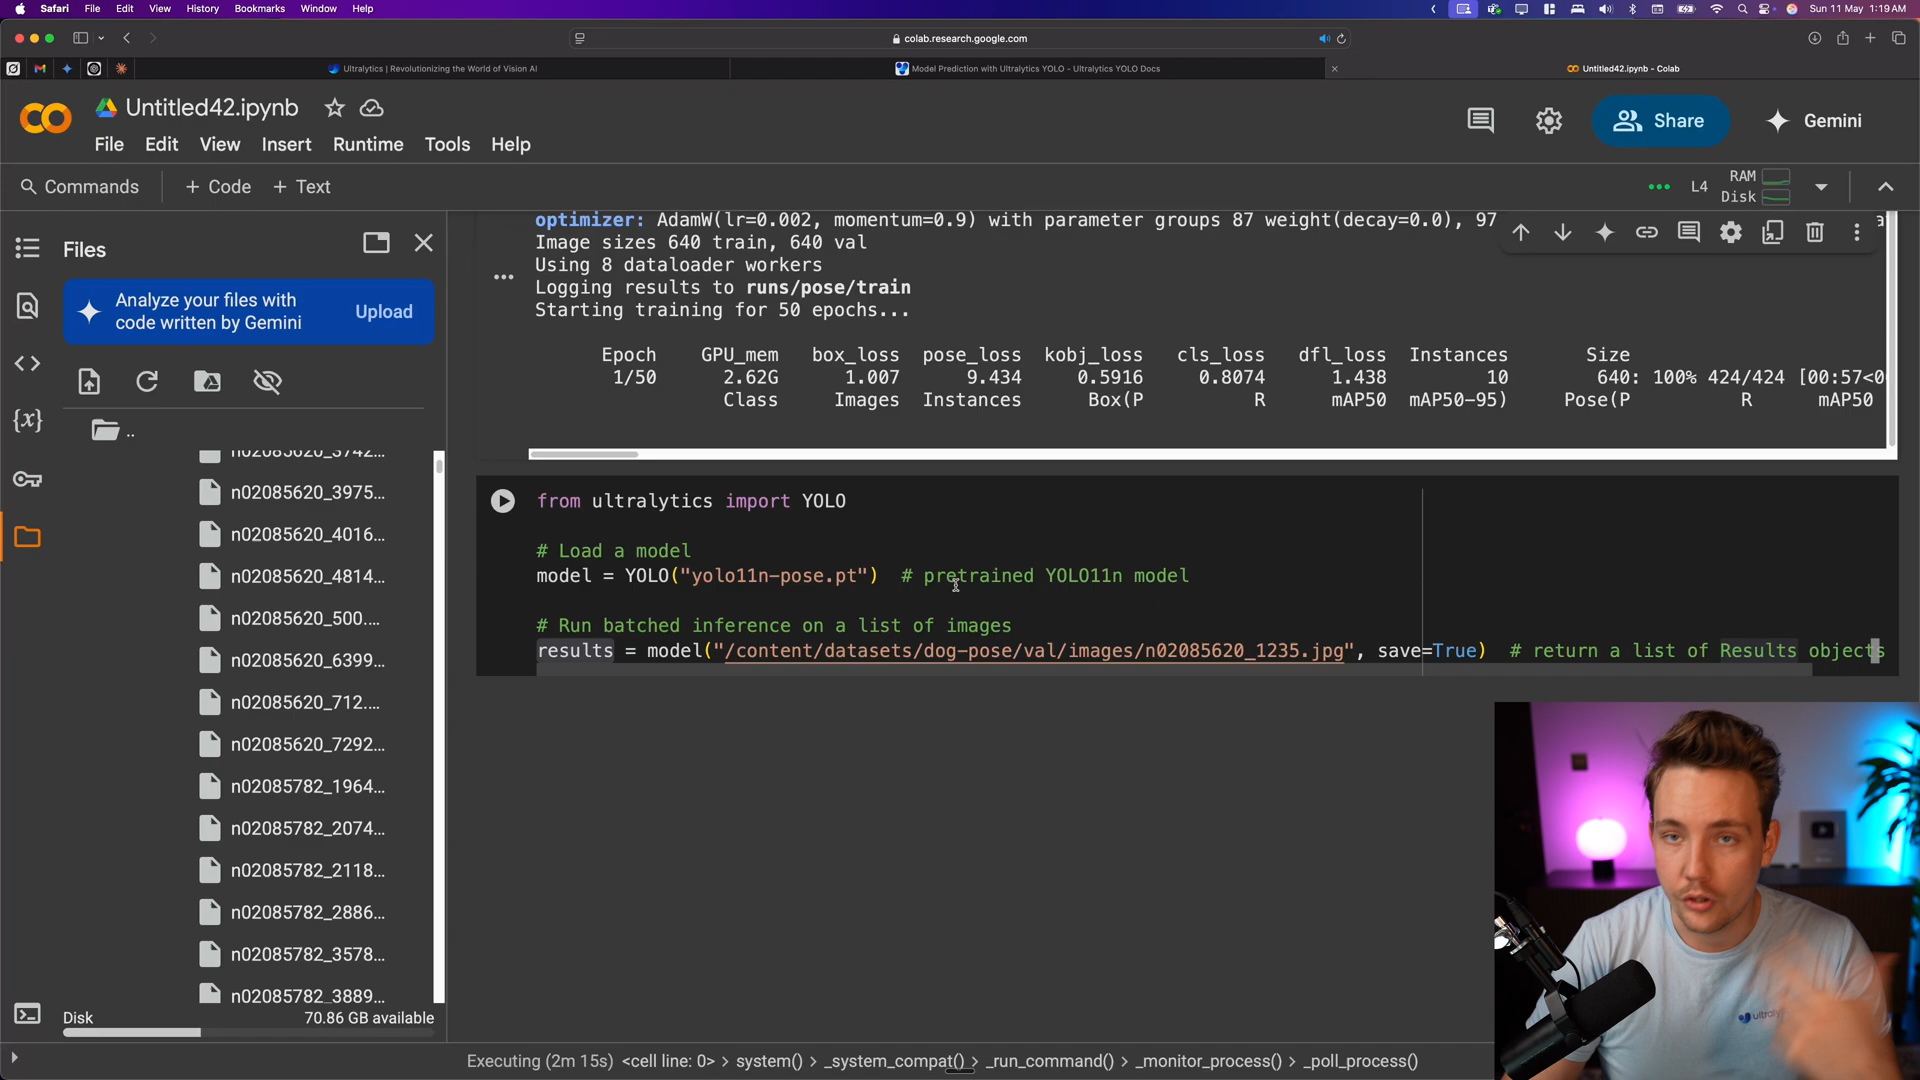 Safari File Edit View History Bookmarks Window Help Sun 11 May 1:19 AM
colab.research.google.com
Ultralytics | Revolutionizing the World of Vision AI
Model Prediction with Ultralytics YOLO - Ultralytics YOLO Docs
Untitled42.ipynb - Colab
Untitled42.ipynb
Share
Gemini
File Edit View Insert Runtime Tools Help
Commands + Code + Text
L4
RAM
Disk
Files
Analyze your files with
code written by Gemini
Upload
..
n02085620_3742...
n02085620_3975...
n02085620_4016...
n02085620_4814...
n02085620_500....
n02085620_6399...
n02085620_712....
n02085620_7292...
n02085782_1964...
n02085782_2074...
n02085782_2118...
n02085782_2886...
n02085782_3578...
n02085782_3889...
Disk 70.86 GB available
optimizer: AdamW(lr=0.002, momentum=0.9) with parameter groups 87 weight(decay=0.0), 97
Image sizes 640 train, 640 val
Using 8 dataloader workers
Logging results to runs/pose/train
Starting training for 50 epochs...
Epoch GPU_mem box_loss pose_loss kobj_loss cls_loss dfl_loss Instances Size
1/50 2.62G 1.007 9.434 0.5916 0.8074 1.438 10 640: 100% 424/424 [00:57<0
Class Images Instances Box(P R mAP50 mAP50-95) Pose(P R mAP50
from ultralytics import YOLO
# Load a model
model = YOLO("yolo11n-pose.pt") # pretrained YOLO11n model
# Run batched inference on a list of images
results = model("/content/datasets/dog-pose/val/images/n02085620_1235.jpg", save=True) # return a list of Results objects
Executing (2m 15s) <cell line: 0> > system() > _system_compat() > _run_command() > _monitor_process() > _poll_process()